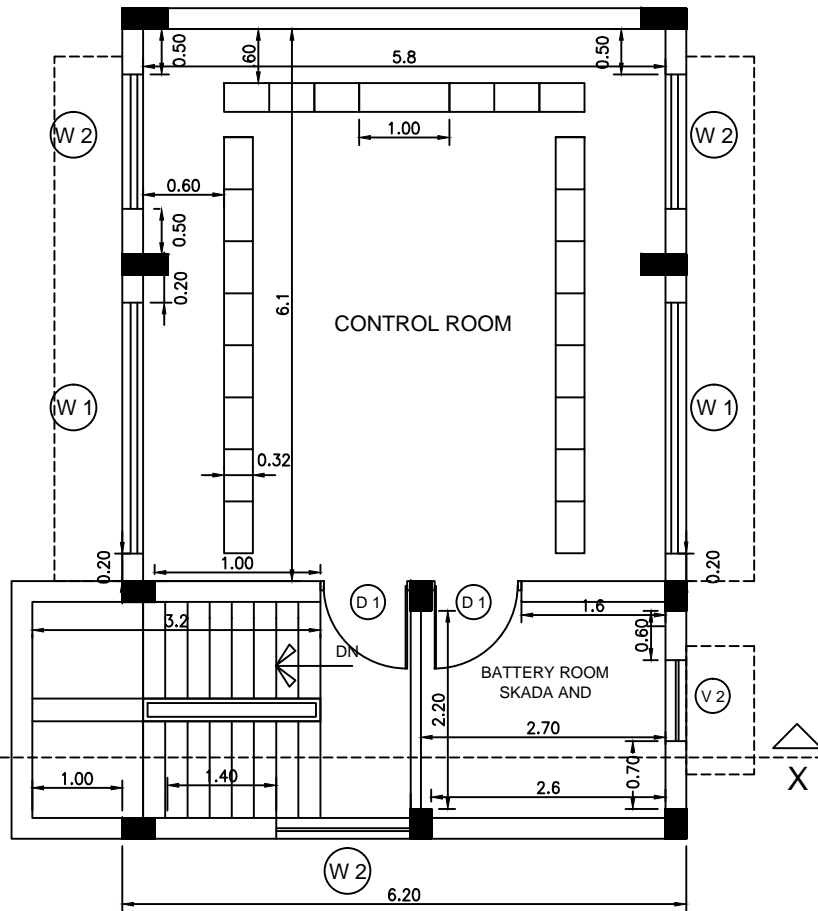 0.50
.60
5.8
0.50
W 2
W 2
1.00
0.60
0.50
0.20
6.1
CONTROL ROOM
W 1
W 1
0.32
0.20
1.00
0.20
D 1
D 1
3.2
1.6
DN
0.60
BATTERY ROOM
SKADA AND
V 2
2.20
2.70
1.00
1.40
2.6
0.70
X
W 2
6.20